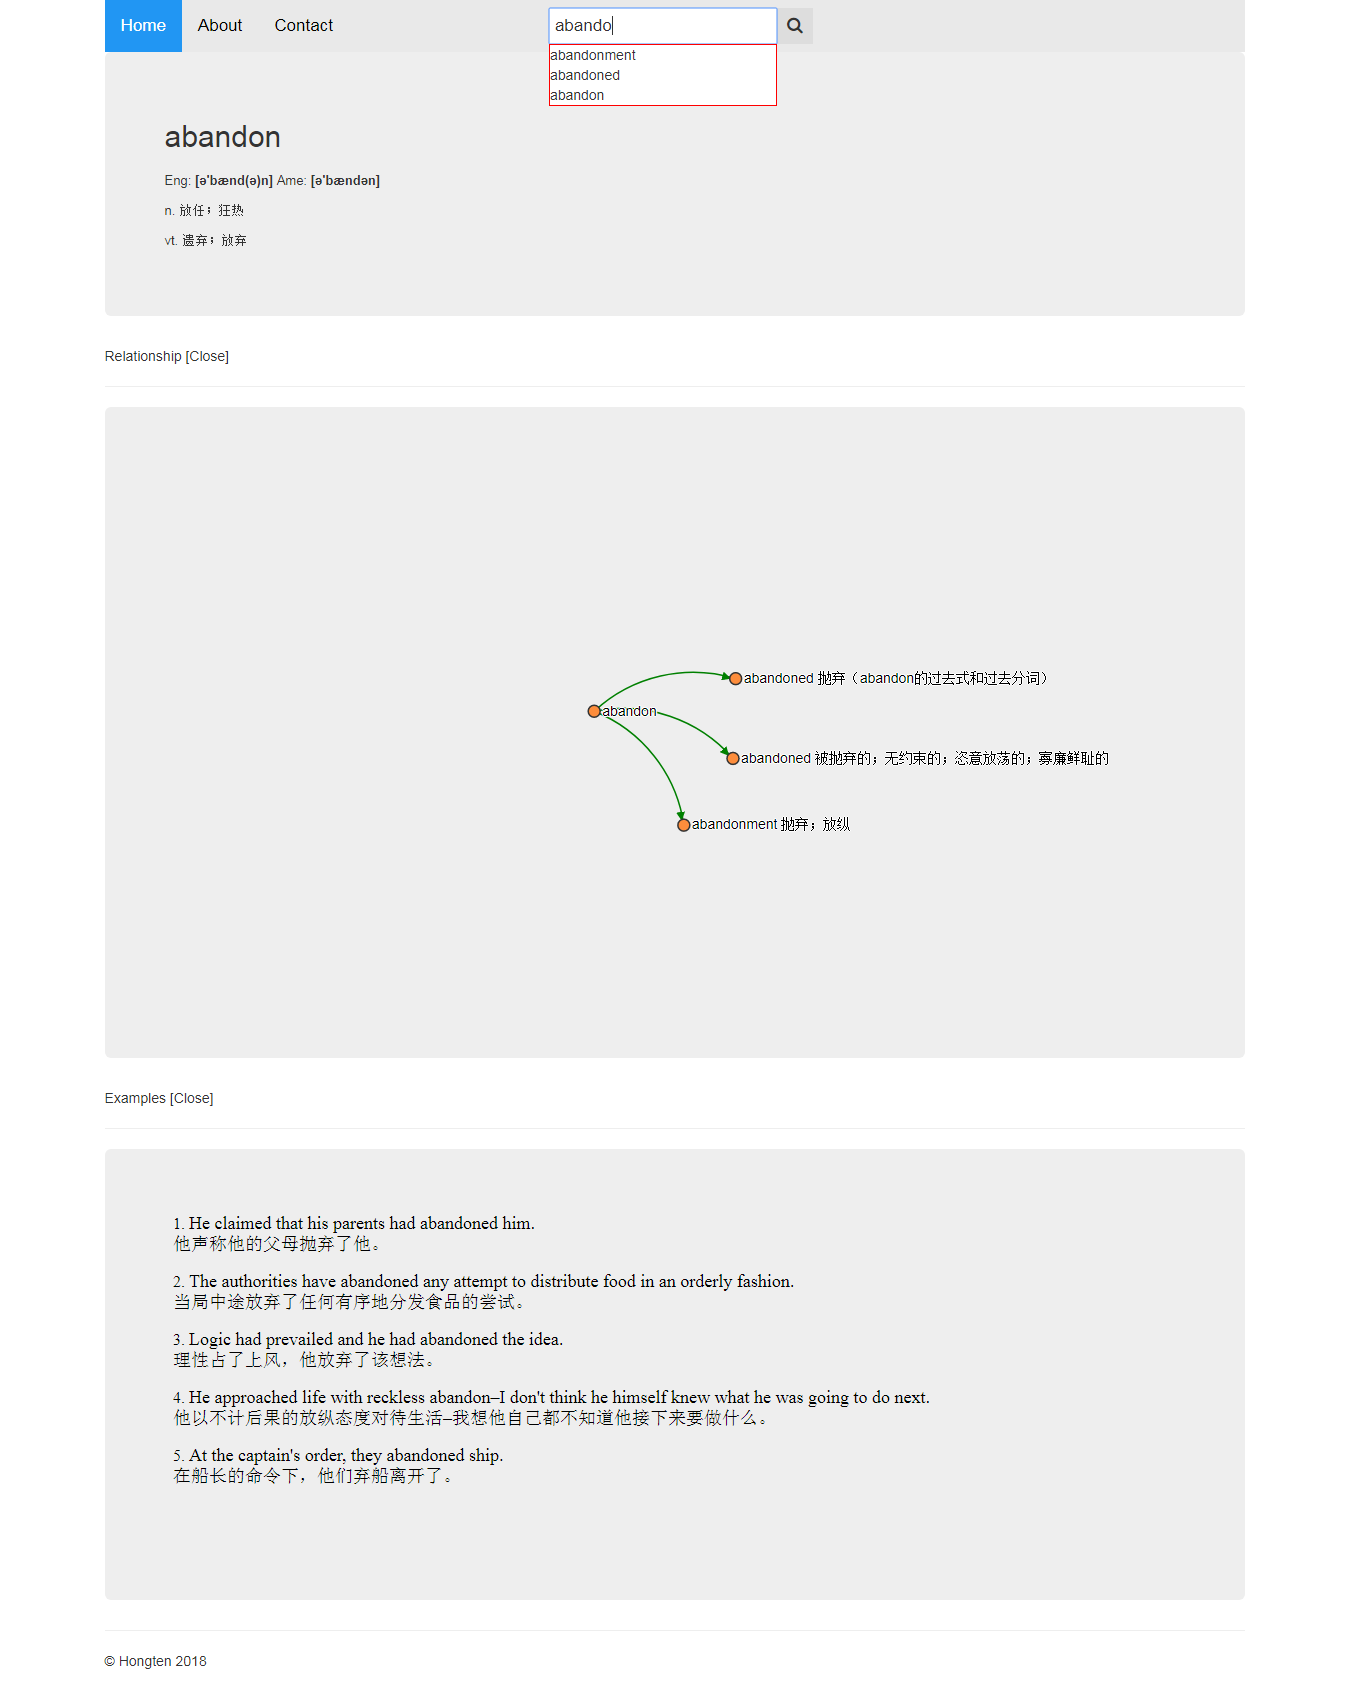 Home About Contact abando
abandonment
abandoned
abandon
abandon
Eng: [ə'bænd(ə)n] Ame: [ə'bændən]
n. 放任；狂热
vt. 遗弃；放弃
Relationship [Close]
abandoned 抛弃（abandon的过去式和过去分词）
abandon
abandoned 被抛弃的；无约束的；恣意放荡的；寡廉鲜耻的
abandonment 抛弃；放纵
Examples [Close]
1. He claimed that his parents had abandoned him.
他声称他的父母抛弃了他。
2. The authorities have abandoned any attempt to distribute food in an orderly fashion.
当局中途放弃了任何有序地分发食品的尝试。
3. Logic had prevailed and he had abandoned the idea.
理性占了上风，他放弃了该想法。
4. He approached life with reckless abandon–I don't think he himself knew what he was going to do next.
他以不计后果的放纵态度对待生活–我想他自己都不知道他接下来要做什么。
5. At the captain's order, they abandoned ship.
在船长的命令下，他们弃船离开了。
© Hongten 2018